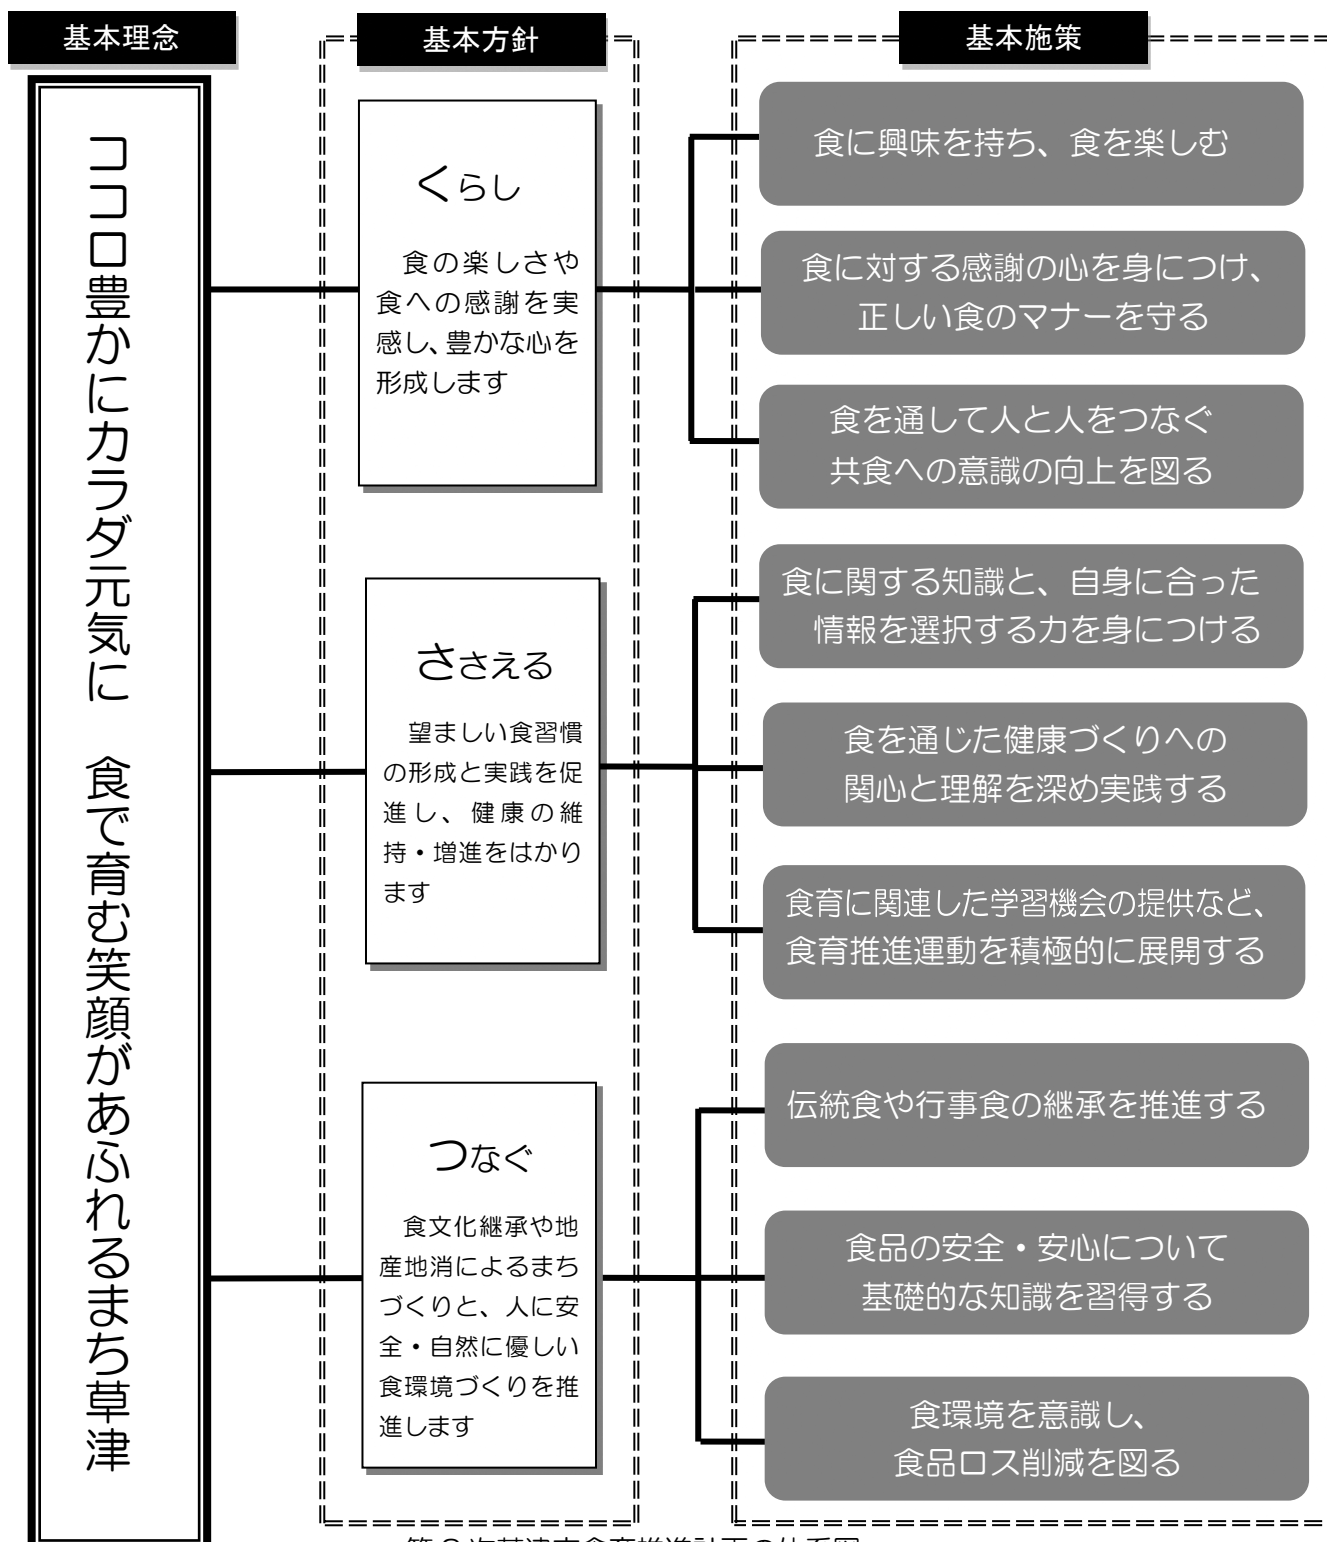 基本理念
基本方針
基本施策
ココロ豊かにカラダ元気に　食で育む笑顔があふれるまち草津
くらし
食の楽しさや
食への感謝を実
感し、豊かな心を
形成します
食に興味を持ち、食を楽しむ
食に対する感謝の心を身につけ、
正しい食のマナーを守る
食を通して人と人をつなぐ
共食への意識の向上を図る
ささえる
望ましい食習慣
の形成と実践を促
進し、健康の維
持・増進をはかり
ます
食に関する知識と、自身に合った
情報を選択する力を身につける
食を通じた健康づくりへの
関心と理解を深め実践する
食育に関連した学習機会の提供など、
食育推進運動を積極的に展開する
つなぐ
食文化継承や地
産地消によるまち
づくりと、人に安
全・自然に優しい
食環境づくりを推
進します
伝統食や行事食の継承を推進する
食品の安全・安心について
基礎的な知識を習得する
食環境を意識し、
食品ロス削減を図る